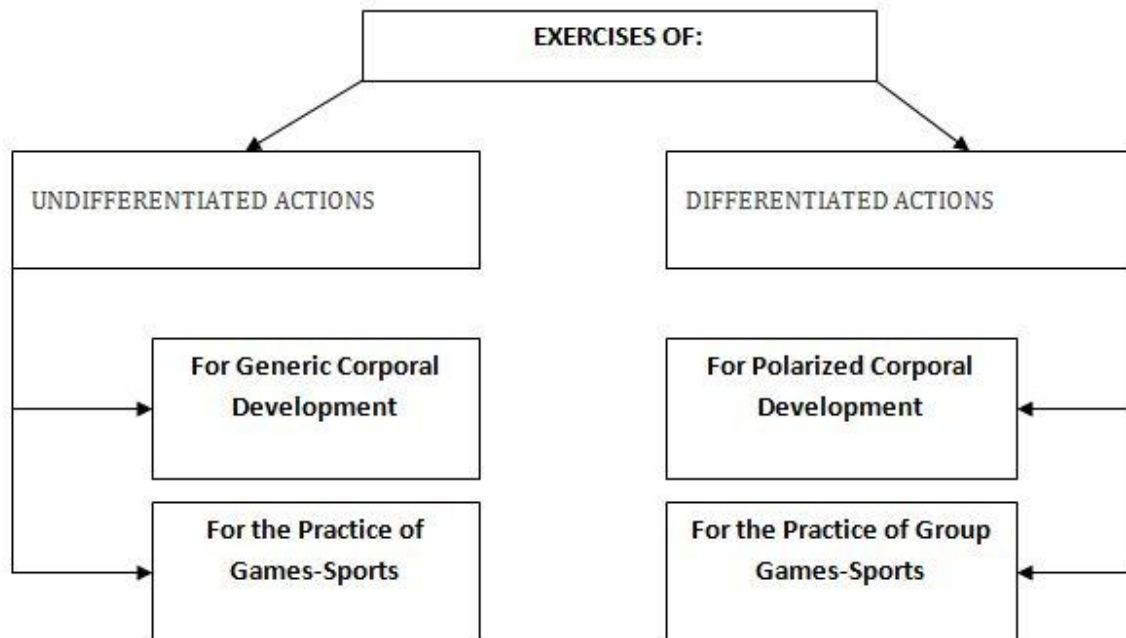 EXERCISES OF:
UNDIFFERENTIATED ACTIONS
DIFFERENTIATED ACTIONS
For Generic Corporal
Development
For Polarized Corporal
Development
For the Practice of
Games-Sports
For the Practice of Group
Games-Sports